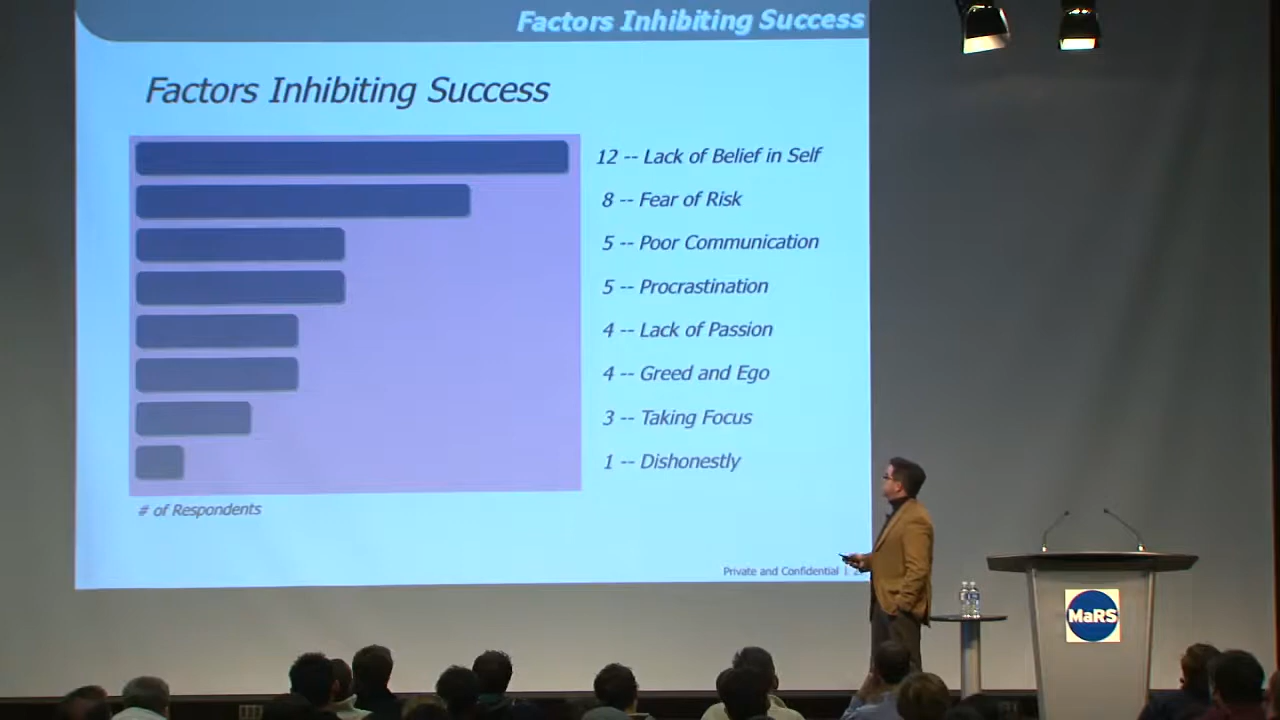 Factors Inhibiting Success
Factors Inhibiting Success
12 -- Lack of Belief in Self
8 -- Fear of Risk
5 -- Poor Communication
5 -- Procrastination
4 -- Lack of Passion
4 -- Greed and Ego
3 -- Taking Focus
1 -- Dishonestly
# of Respondents
Private and Confidential |
MaRS